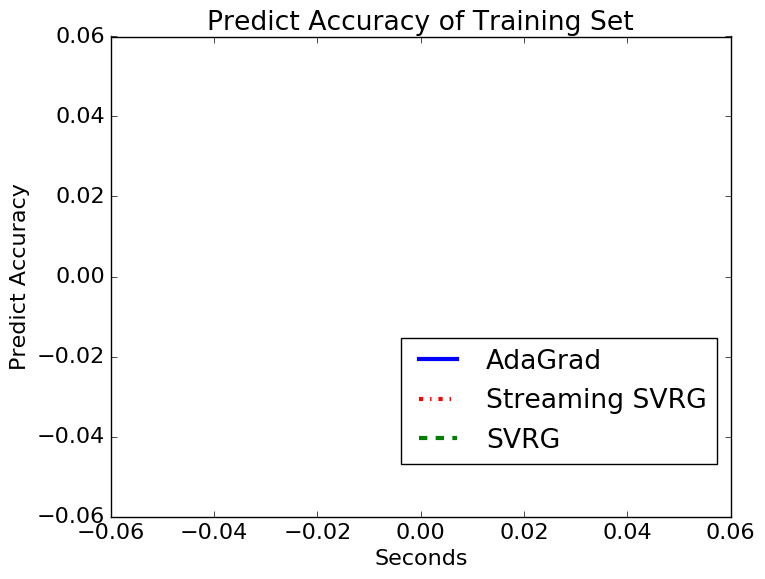 Predict Accuracy of Training Set
0.06
0.04
0.02
0.00
−0.02
−0.04
−0.06
Predict Accuracy
AdaGrad
Streaming SVRG
SVRG
−0.06 −0.04 −0.02 0.00 0.02 0.04 0.06
Seconds